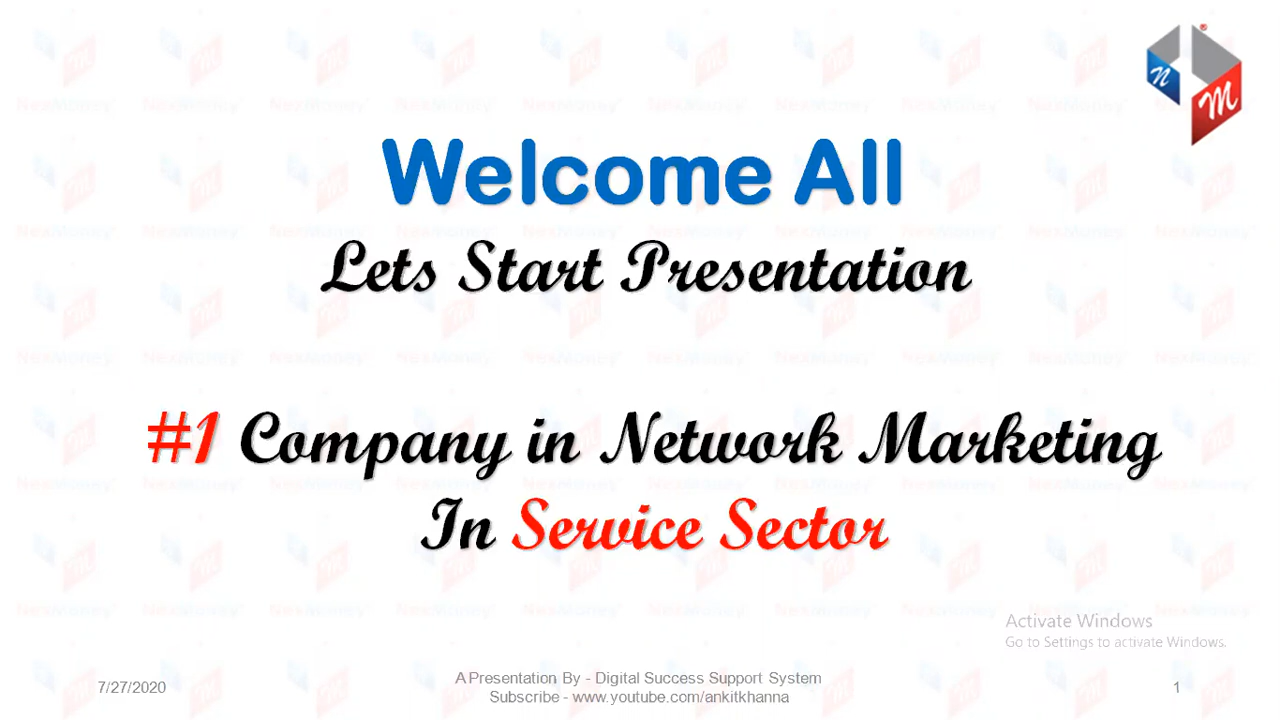 Welcome All
Lets Start Presentation
#1 Company in Network Marketing
In Service Sector
Activate Windows
Go to Settings to activate Windows.
7/27/2020
A Presentation By - Digital Success Support System
Subscribe - www.youtube.com/ankitkhanna
1
n
m
NexMoney